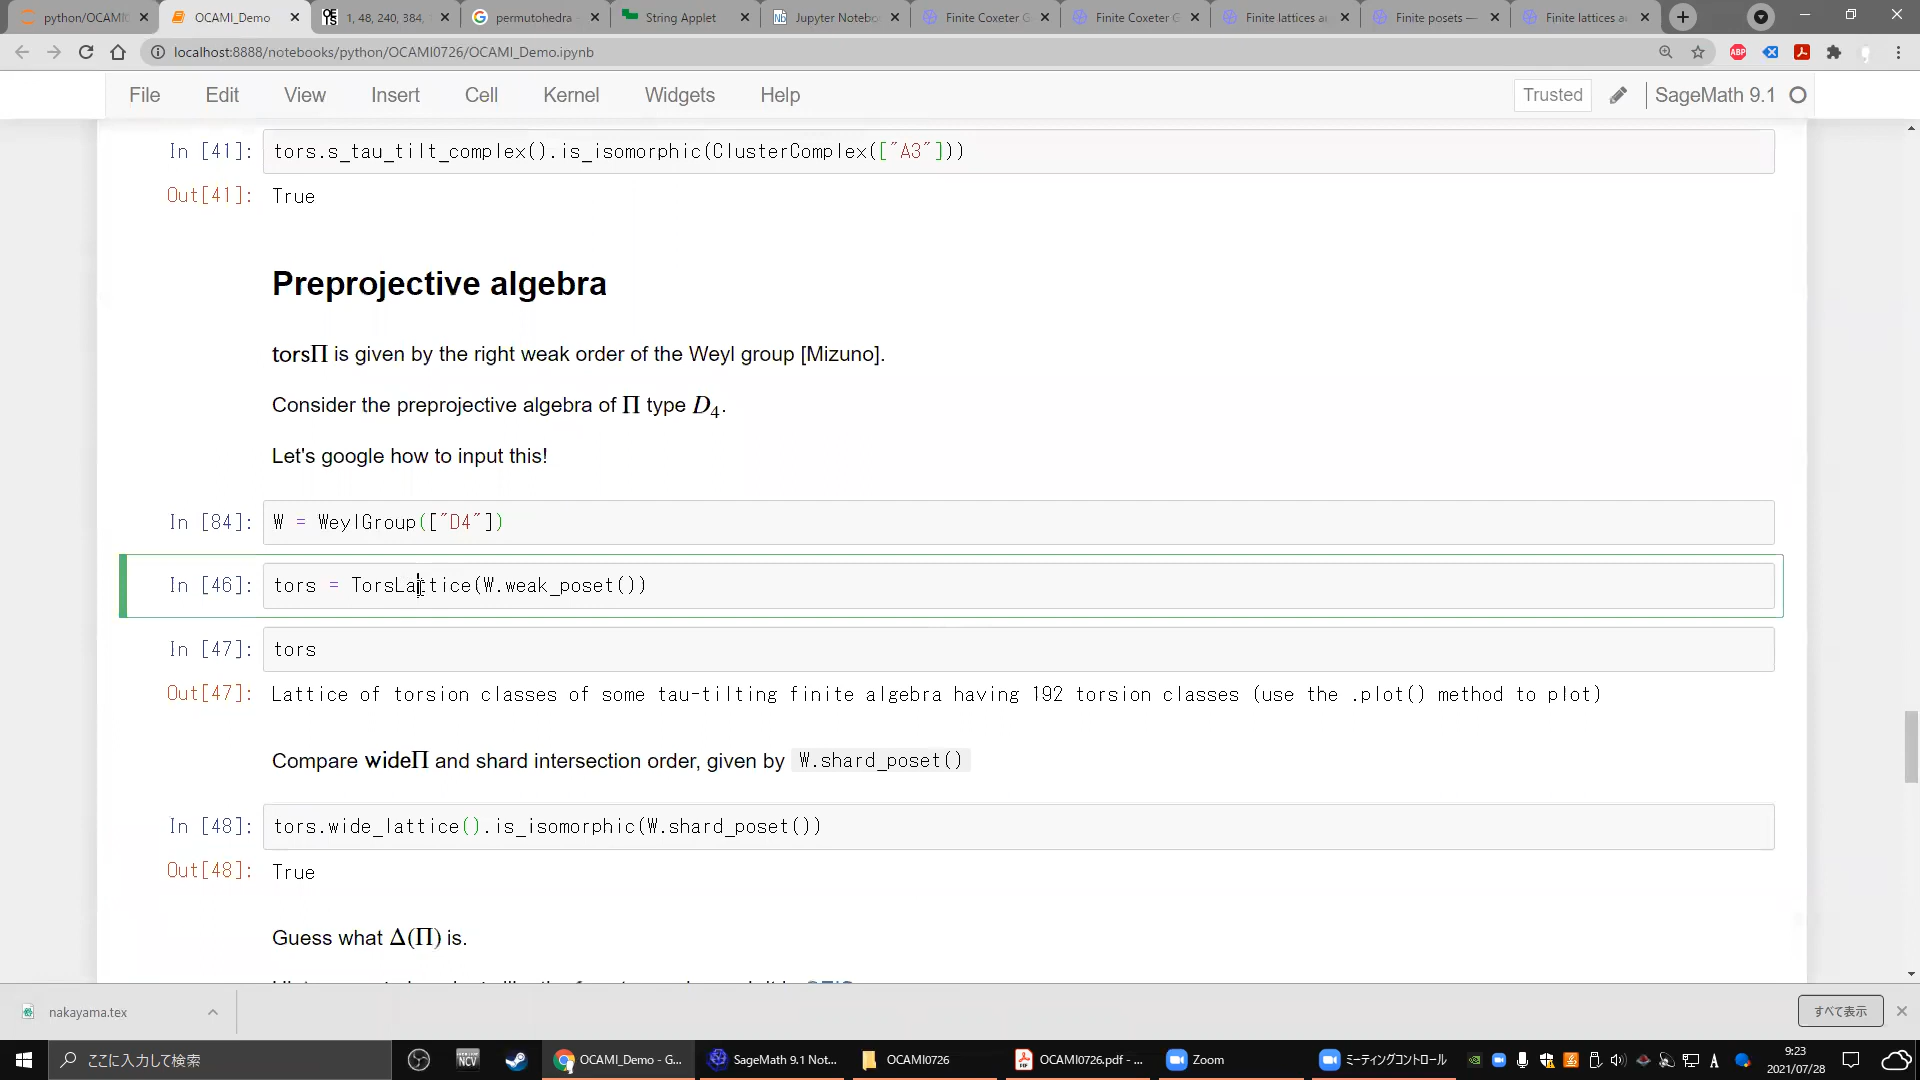 python/OCAMI
OCAMI_Demo
1, 48, 240, 384,
permutohedra
String Applet
Jupyter Notebo
Finite Coxeter G
Finite Coxeter G
Finite lattices a
Finite posets —
Finite lattices a
localhost:8888/notebooks/python/OCAMI0726/OCAMI_Demo.ipynb
ABP
File Edit View Insert Cell Kernel Widgets Help
Trusted
SageMath 9.1
In [41]: tors.s_tau_tilt_complex().is_isomorphic(ClusterComplex(["A3"]))
Out[41]: True
Preprojective algebra
torsΠ is given by the right weak order of the Weyl group [Mizuno].
Consider the preprojective algebra of Π type D4.
Let's google how to input this!
In [84]: W = WeylGroup(["D4"])
In [46]: tors = TorsLattice(W.weak_poset())
In [47]: tors
Out[47]: Lattice of torsion classes of some tau-tilting finite algebra having 192 torsion classes (use the .plot() method to plot)
Compare wideΠ and shard intersection order, given by W.shard_poset()
In [48]: tors.wide_lattice().is_isomorphic(W.shard_poset())
Out[48]: True
Guess what Δ(Π) is.
nakayama.tex
すべて表示
ここに入力して検索
OCAMI_Demo - G...
SageMath 9.1 Not...
OCAMI0726
OCAMI0726.pdf - ...
Zoom
ミーティングコントロール
A
9:23
2021/07/28